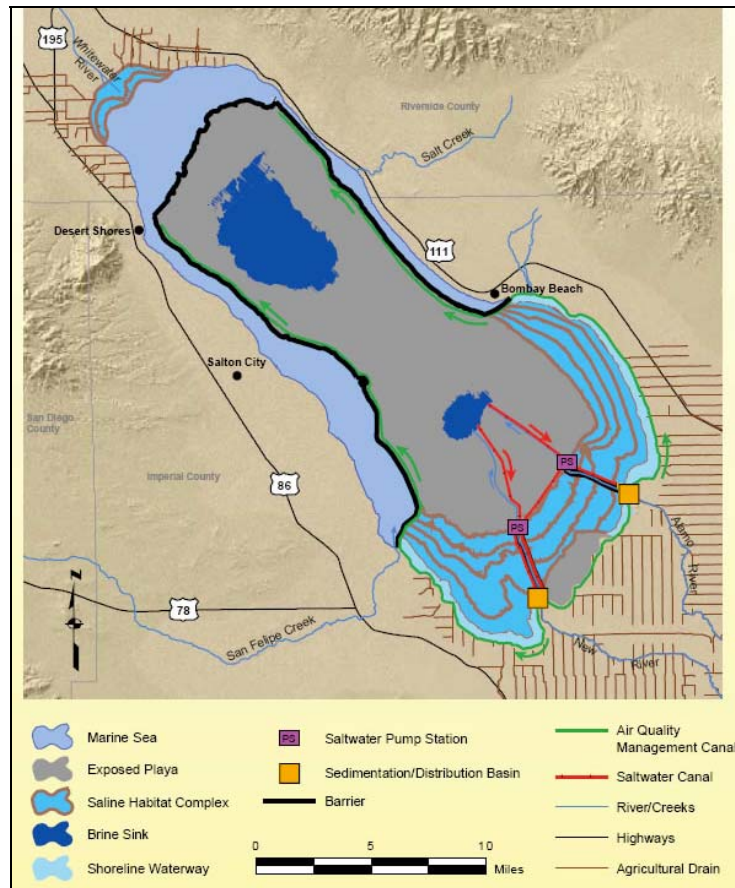 195
Whitewater
River
Riverside County
Salt Creek
Desert Shores
111
Bombay Beach
Salton City
San Diego
County
Imperial County
86
PS
PS
Alamo
River
78
San Felipe Creek
New
River
Z
Marine Sea
Exposed Playa
Saline Habitat Complex
Brine Sink
Shoreline Waterway
PS
Saltwater Pump Station
Sedimentation/Distribution Basin
Barrier
0
5
10
Miles
Air Quality
Management Canal
Saltwater Canal
River/Creeks
Highways
Agricultural Drain